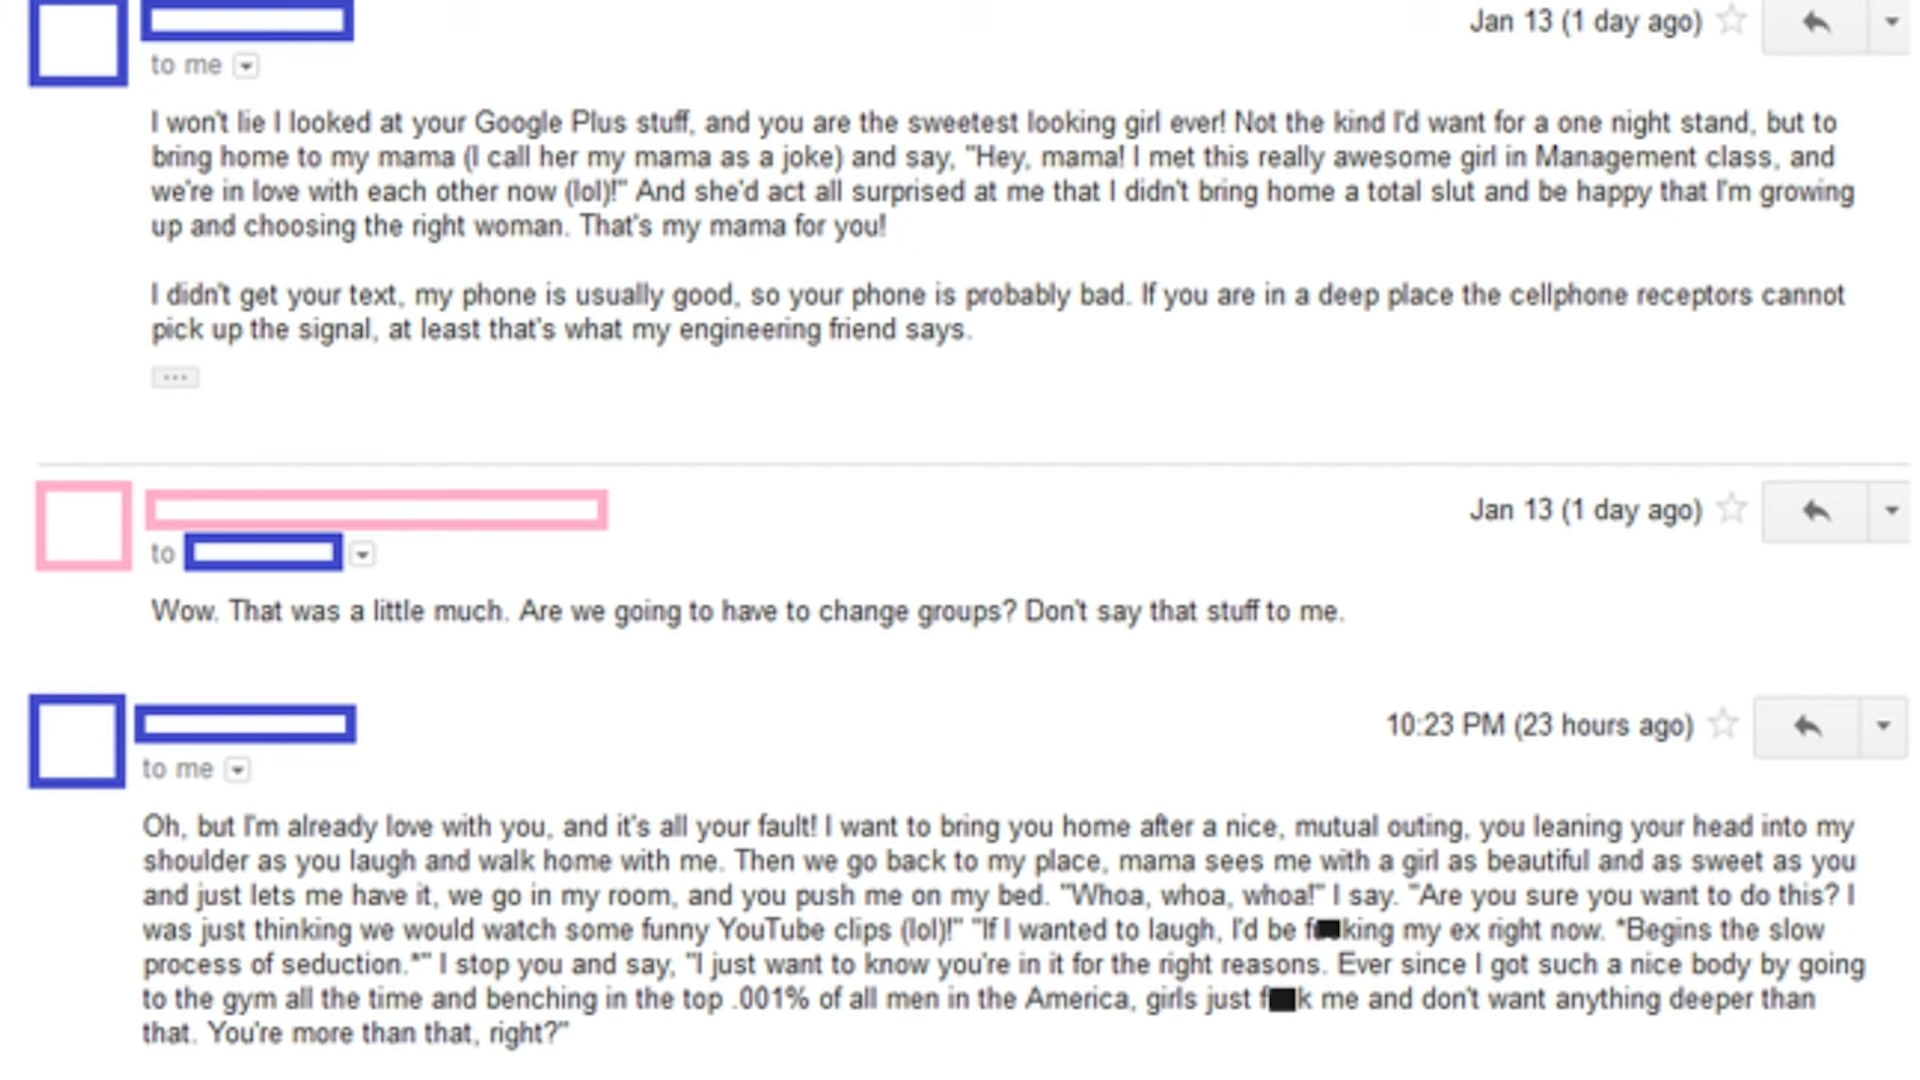 Jan 13 (1 day ago)
to me
I won't lie I looked at your Google Plus stuff, and you are the sweetest looking girl ever! Not the kind I'd want for a one night stand, but to
bring home to my mama (I call her my mama as a joke) and say, "Hey, mama! I met this really awesome girl in Management class, and
we're in love with each other now (lol)!" And she'd act all surprised at me that I didn't bring home a total slut and be happy that I'm growing
up and choosing the right woman. That's my mama for you!
I didn't get your text, my phone is usually good, so your phone is probably bad. If you are in a deep place the cellphone receptors cannot
pick up the signal, at least that's what my engineering friend says.
Jan 13 (1 day ago)
to
Wow. That was a little much. Are we going to have to change groups? Don't say that stuff to me.
10:23 PM (23 hours ago)
to me
Oh, but I'm already love with you, and it's all your fault! I want to bring you home after a nice, mutual outing, you leaning your head into my
shoulder as you laugh and walk home with me. Then we go back to my place, mama sees me with a girl as beautiful and as sweet as you
and just lets me have it, we go in my room, and you push me on my bed. "Whoa, whoa, whoa!" I say. "Are you sure you want to do this? I
was just thinking we would watch some funny YouTube clips (lol)!" "If I wanted to laugh, I'd be f■king my ex right now. *Begins the slow
process of seduction.*" I stop you and say, "I just want to know you're in it for the right reasons. Ever since I got such a nice body by going
to the gym all the time and benching in the top .001% of all men in the America, girls just f■k me and don't want anything deeper than
that. You're more than that, right?"